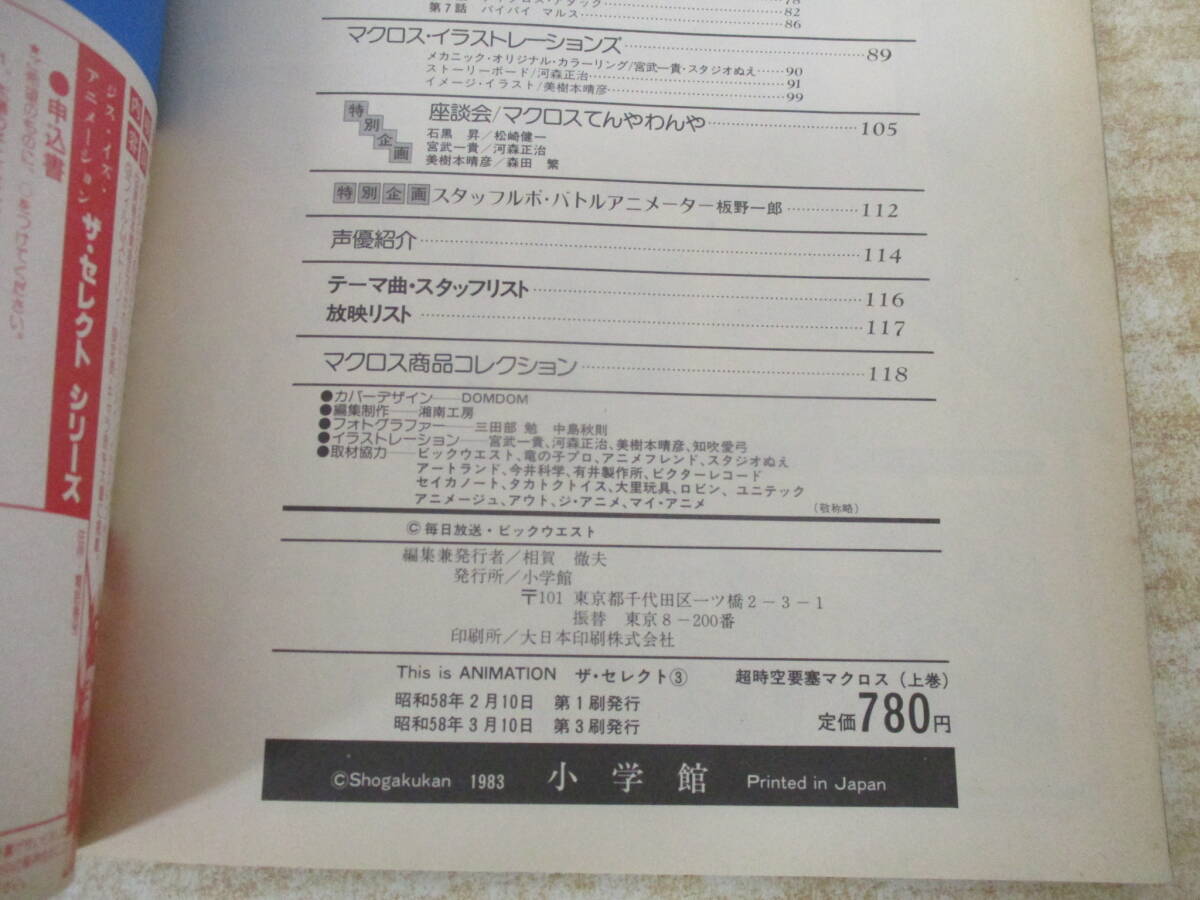 78
第7話 バイバイ マルス 82
86
マクロス・イラストレーションズ 89
メカニック・オリジナル・カラーリング/宮武一貴・スタジオぬえ 90
ストーリーボード/河森正治 91
イメージ・イラスト/美樹本晴彦 99
特別企画 座談会/マクロスてんやわんや 105
石黒 昇/松崎健一
宮武一貴/河森正治
美樹本晴彦/森田 繁
特別企画 スタッフルポ・バトルアニメーター板野一郎 112
声優紹介 114
テーマ曲・スタッフリスト 116
放映リスト 117
マクロス商品コレクション 118
●カバーデザイン――DOMDOM
●編集制作――湘南工房
●フォトグラファー――三田部 勉 中島秋則
●イラストレーション――宮武一貴、河森正治、美樹本晴彦、知吹愛弓
●取材協力――ビックウエスト、竜の子プロ、アニメフレンド、スタジオぬえ
アートランド、今井科学、有井製作所、ビクターレコード
セイカノート、タカトクトイス、大里玩具、ロビン、ユニテック
アニメージュ、アウト、ジ・アニメ、マイ・アニメ
(敬称略)
©毎日放送・ビックウエスト
編集兼発行者/相賀 徹夫
発行所/小学館
〒101 東京都千代田区一ツ橋2-3-1
振替 東京8-200番
印刷所/大日本印刷株式会社
This is ANIMATION ザ・セレクト③ 超時空要塞マクロス(上巻)
昭和58年2月10日 第1刷発行
昭和58年3月10日 第3刷発行
定価780円
©Shogakukan 1983 小学館 Printed in Japan
ジス・イズ・
アニメーション ザ・セレクト シリーズ
●申込書